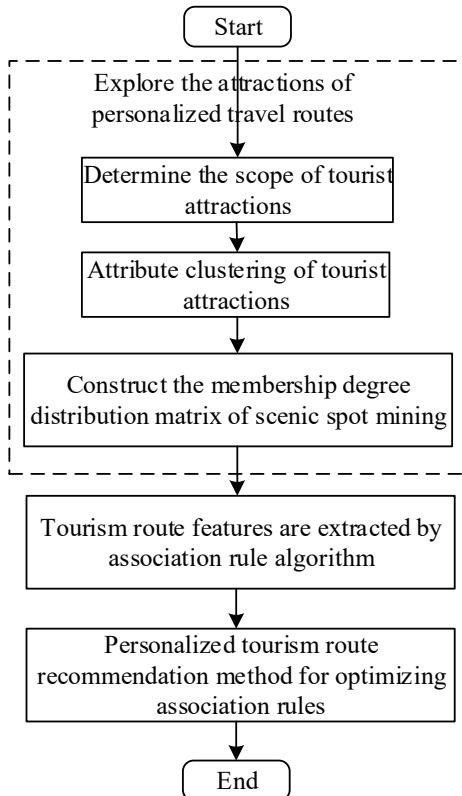 Start
Explore the attractions of
personalized travel routes
Determine the scope of tourist
attractions
Attribute clustering of tourist
attractions
Construct the membership degree
distribution matrix of scenic spot mining
Tourism route features are extracted by
association rule algorithm
Personalized tourism route
recommendation method for optimizing
association rules
End